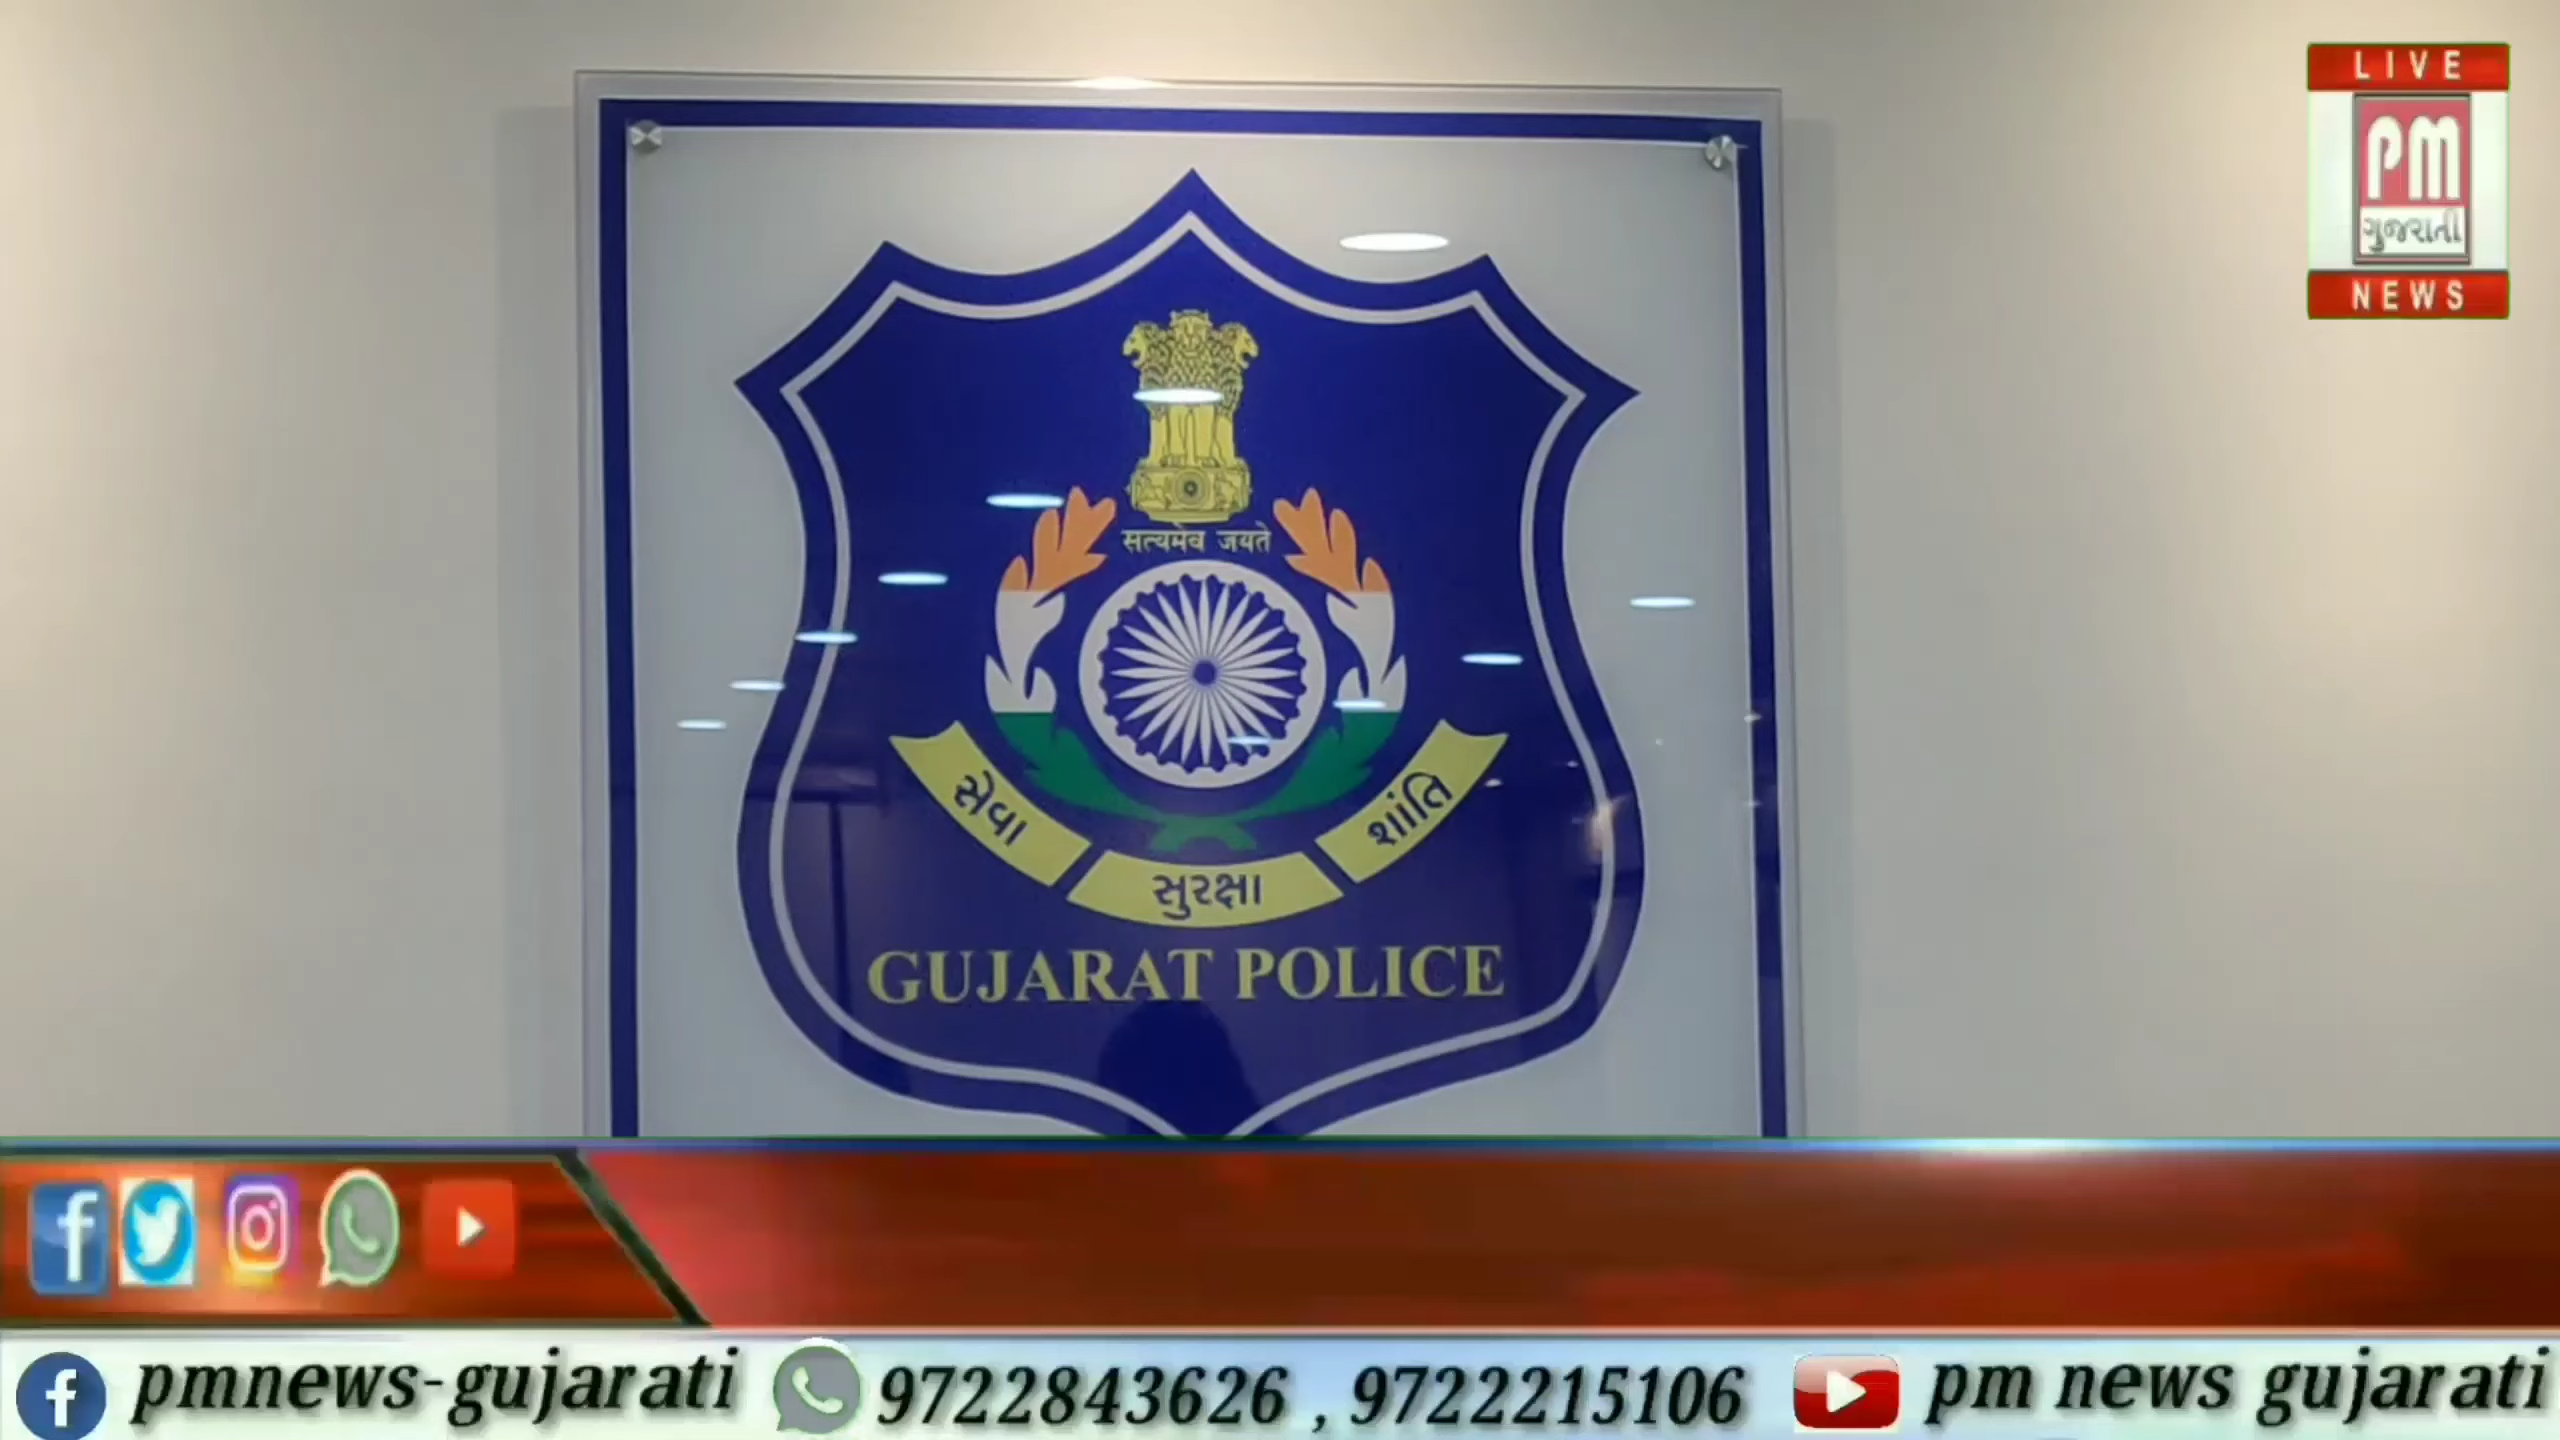 LIVE
PM
ગુજરાતી
NEWS
सत्यमेव जयते
સેવા
સુરક્ષા
શાંતિ
GUJARAT POLICE
pmnews-gujarati
9722843626 , 9722215106
pm news gujarati